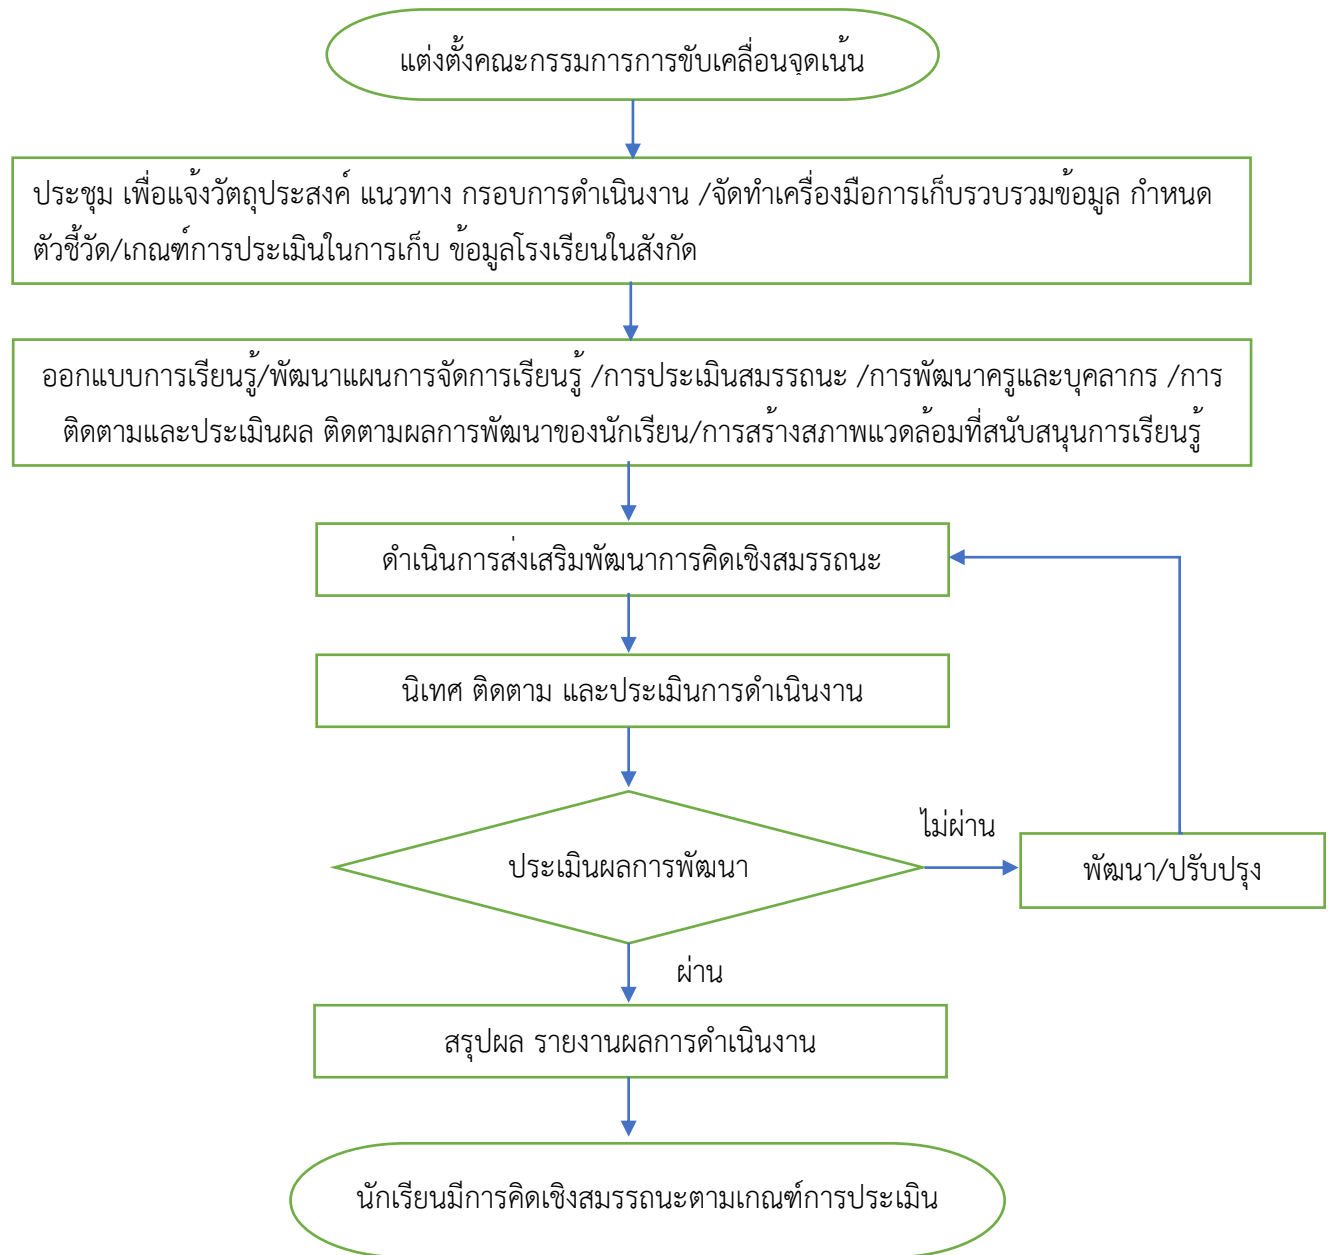 แต่งตั้งคณะกรรมการการขับเคลื่อนจุดเน้น
ประชุม เพื่อแจ้งวัตถุประสงค์ แนวทาง กรอบการดำเนินงาน /จัดทำเครื่องมือการเก็บรวบรวมข้อมูล กำหนด
ตัวชี้วัด/เกณฑ์การประเมินในการเก็บ ข้อมูลโรงเรียนในสังกัด
ออกแบบการเรียนรู้/พัฒนาแผนการจัดการเรียนรู้ /การประเมินสมรรถนะ /การพัฒนาครูและบุคลากร /การ
ติดตามและประเมินผล ติดตามผลการพัฒนาของนักเรียน/การสร้างสภาพแวดล้อมที่สนับสนุนการเรียนรู้
ดำเนินการส่งเสริมพัฒนาการคิดเชิงสมรรถนะ
นิเทศ ติดตาม และประเมินการดำเนินงาน
ประเมินผลการพัฒนา
ไม่ผ่าน
พัฒนา/ปรับปรุง
ผ่าน
สรุปผล รายงานผลการดำเนินงาน
นักเรียนมีการคิดเชิงสมรรถนะตามเกณฑ์การประเมิน